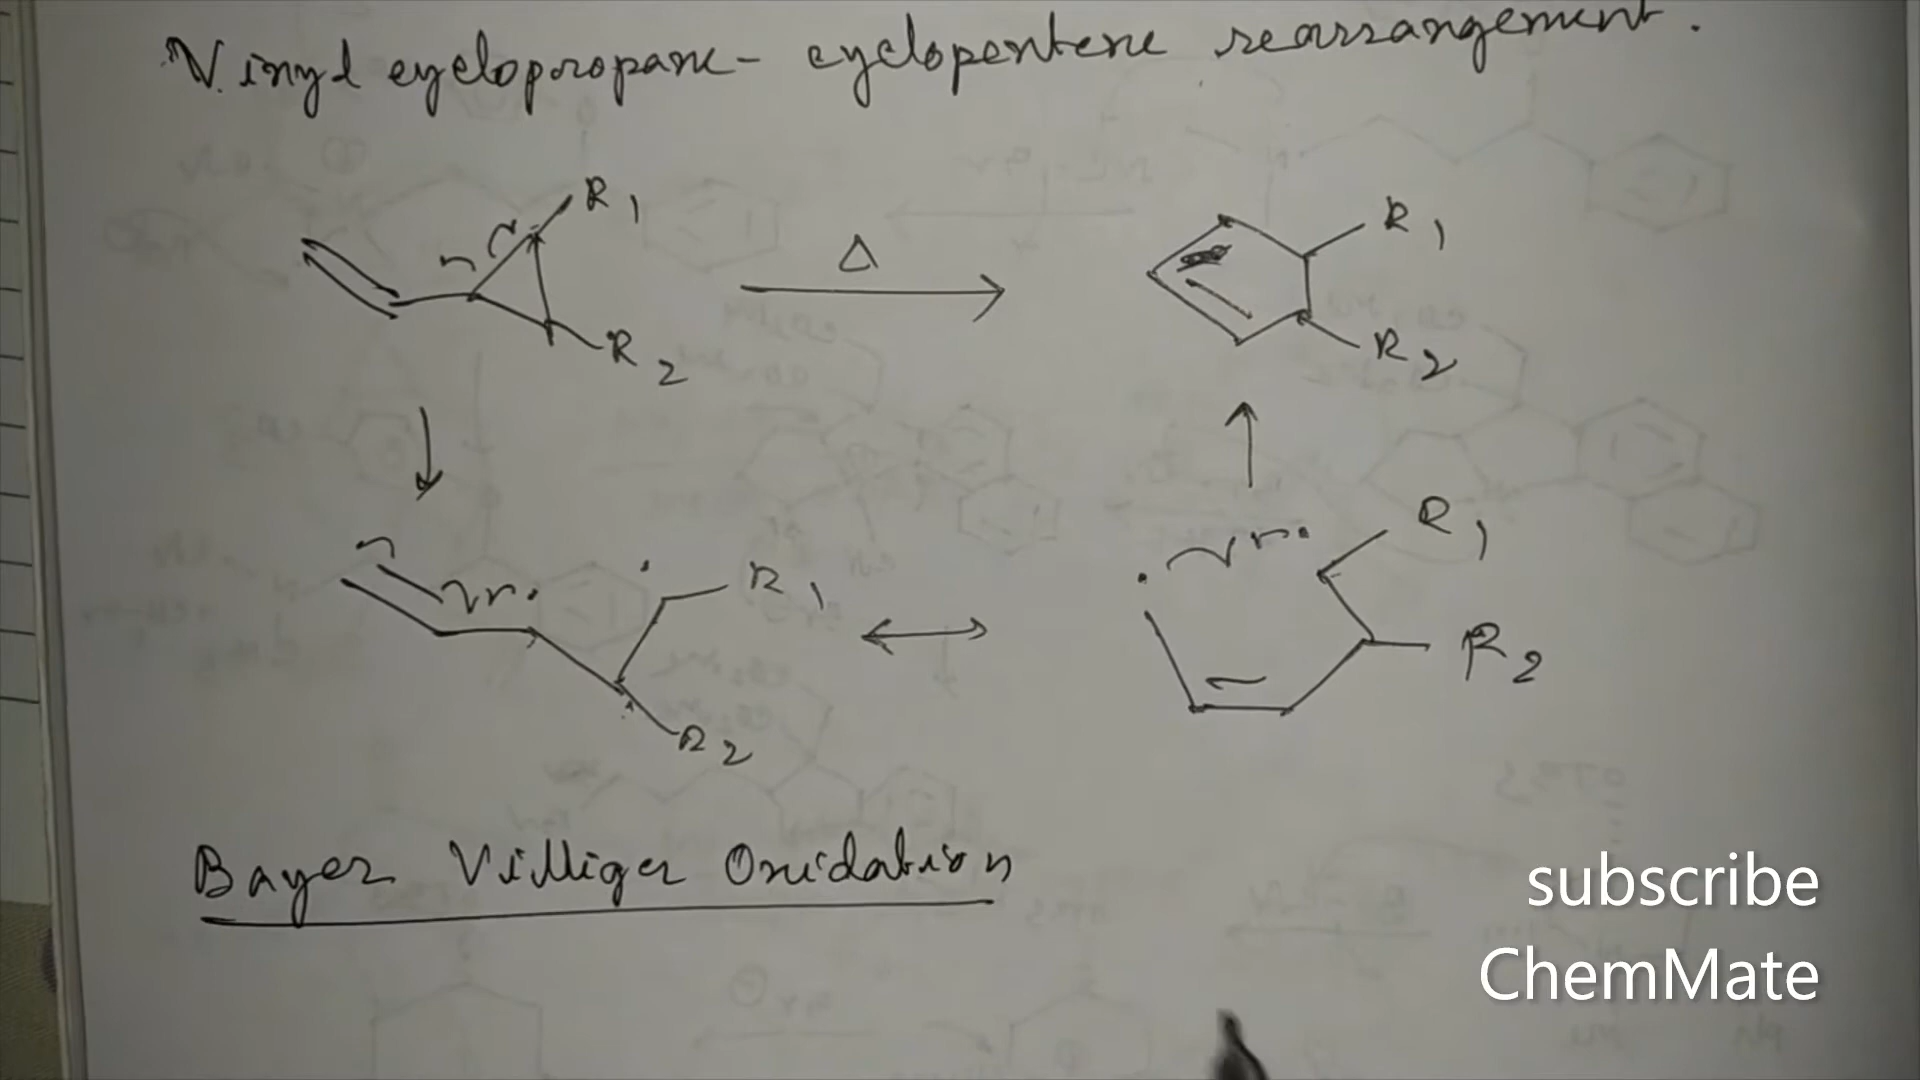 Vinyl cyclopropane - cyclopentene rearrangement.
R1
R2
Δ
R1
R2
R1
R2
R1
R2
Bayer Villiger Oxidation
subscribe
ChemMate